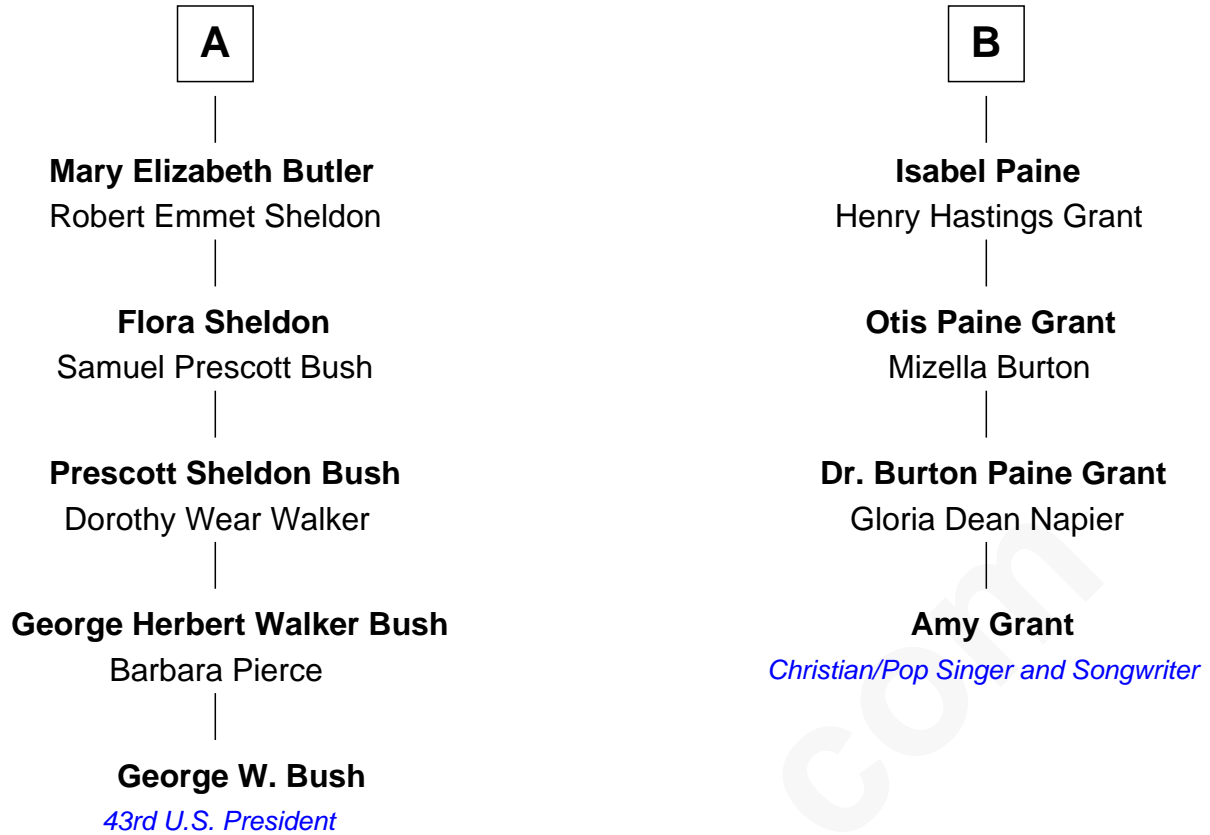 A
Mary Elizabeth Butler
Robert Emmet Sheldon
Flora Sheldon
Samuel Prescott Bush
Prescott Sheldon Bush
Dorothy Wear Walker
George Herbert Walker Bush
Barbara Pierce
George W. Bush
43rd U.S. President
B
Isabel Paine
Henry Hastings Grant
Otis Paine Grant
Mizella Burton
Dr. Burton Paine Grant
Gloria Dean Napier
Amy Grant
Christian/Pop Singer and Songwriter
com